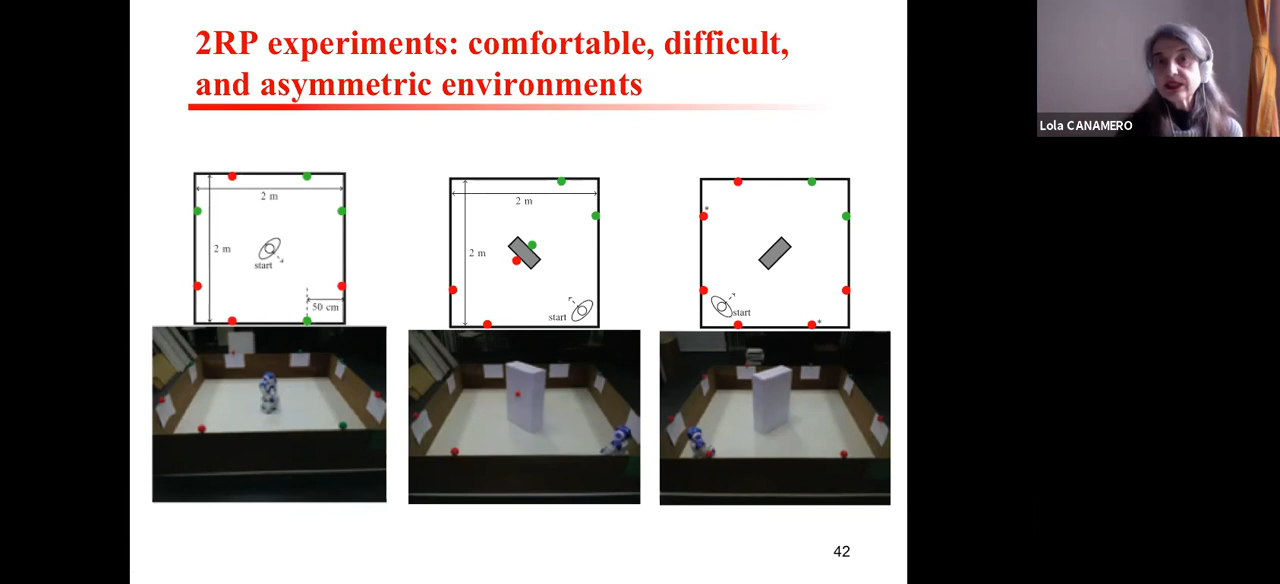 2RP experiments: comfortable, difficult,
and asymmetric environments
Lola CANAMERO
2 m
2 m
start
50 cm
2 m
2 m
start
*
start
*
42